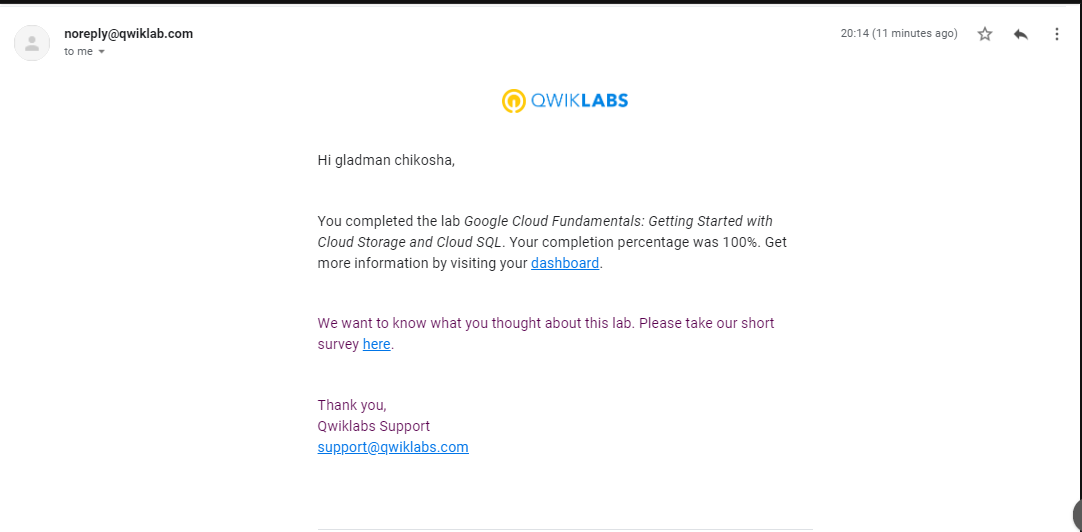 noreply@qwiklab.com
20:14 (11 minutes ago)
to me
QWIKLABS
Hi gladman chikosha,
You completed the lab Google Cloud Fundamentals: Getting Started with
Cloud Storage and Cloud SQL. Your completion percentage was 100%. Get
more information by visiting your dashboard.
We want to know what you thought about this lab. Please take our short
survey here.
Thank you,
Qwiklabs Support
support@qwiklabs.com